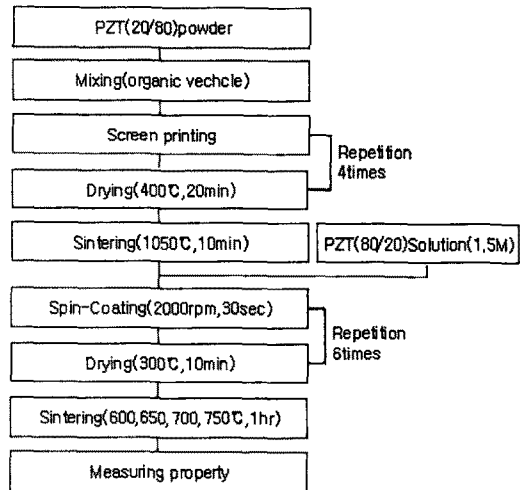 PZT(20/80)powder
Mixing(organic vechcle)
Screen printing
Repetition
4times
Drying(400℃,20min)
Sintering(1050℃,10min)
PZT(80/20)Solution(1,5M)
Spin-Coating(2000rpm,30sec)
Repetition
6times
Drying(300℃,10min)
Sintering(600,650,700,750℃,1hr)
Measuring property